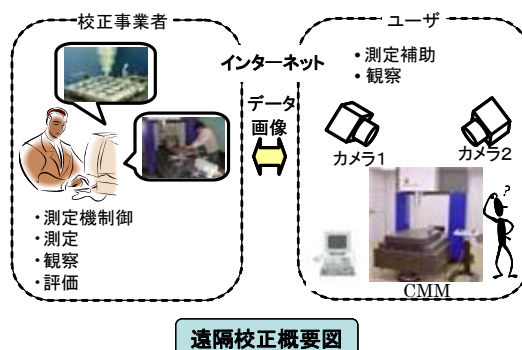 校正事業者
・測定機制御
・測定
・観察
・評価
インターネット
データ
画像
ユーザ
・測定補助
・観察
カメラ1
カメラ2
?
CMM
遠隔校正概要図